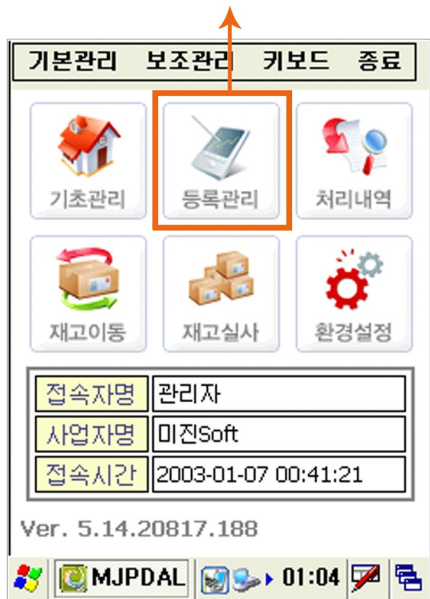 기본관리 보조관리 키보드 종료
기초관리 등록관리 처리내역
재고이동 재고실사 환경설정
접속자명 관리자
사업자명 미진Soft
접속시간 2003-01-07 00:41:21
Ver. 5.14.20817.188
MJPDAL 01:04